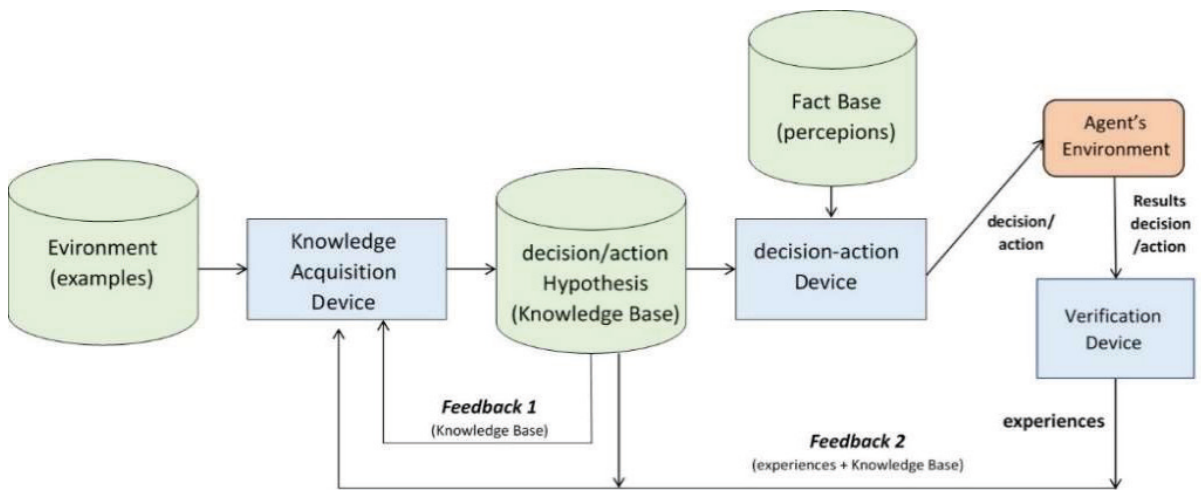 Evironment
(examples)
Knowledge
Acquisition
Device
decision/action
Hypothesis
(Knowledge Base)
Fact Base
(percepions)
decision-action
Device
decision/
action
Agent's
Environment
Results
decision
/action
Verification
Device
experiences
Feedback 1
(Knowledge Base)
Feedback 2
(experiences + Knowledge Base)